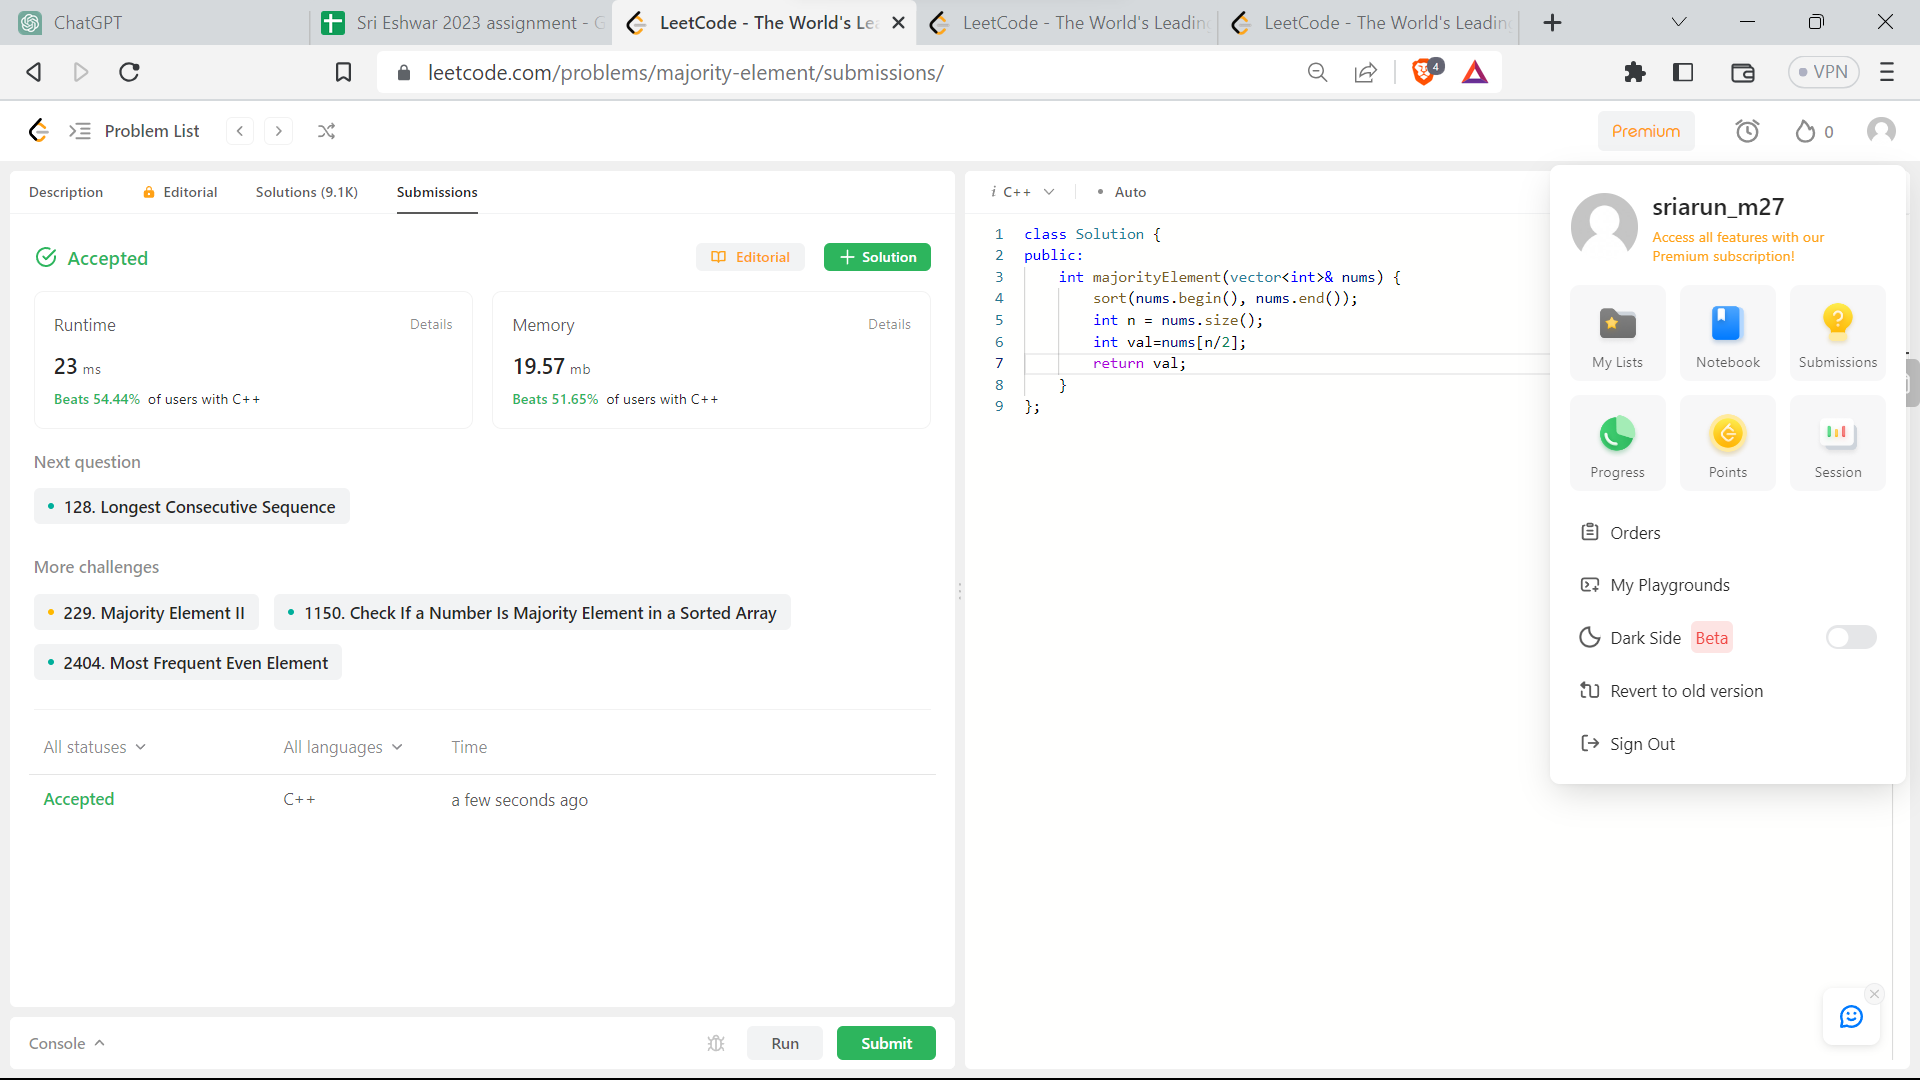 ChatGPT
Sri Eshwar 2023 assignment - G
LeetCode - The World's Le
LeetCode - The World's Leading
LeetCode - The World's Leading
leetcode.com/problems/majority-element/submissions/
4
VPN
Problem List
Premium
0
Description
Editorial
Solutions (9.1K)
Submissions
Accepted
Editorial
Solution
Runtime
Details
23 ms
Beats 54.44% of users with C++
Memory
Details
19.57 mb
Beats 51.65% of users with C++
Next question
128. Longest Consecutive Sequence
More challenges
229. Majority Element II
1150. Check If a Number Is Majority Element in a Sorted Array
2404. Most Frequent Even Element
All statuses
All languages
Time
Accepted
C++
a few seconds ago
Console
Run
Submit
i C++
Auto
1 class Solution {
2 public:
3 int majorityElement(vector<int>& nums) {
4 sort(nums.begin(), nums.end());
5 int n = nums.size();
6 int val=nums[n/2];
7 return val;
8 }
9 };
sriarun_m27
Access all features with our
Premium subscription!
My Lists
Notebook
Submissions
Progress
Points
Session
Orders
My Playgrounds
Dark Side Beta
Revert to old version
Sign Out